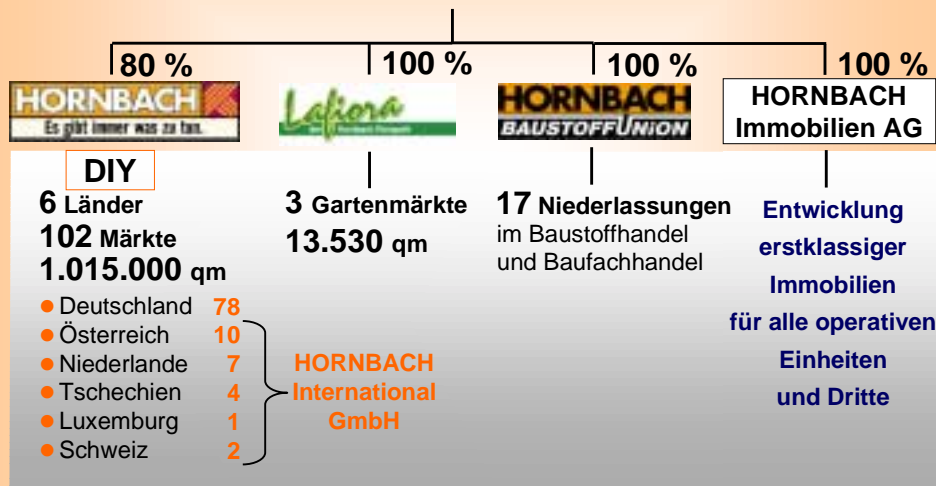 80 %
HORNBACH
Es gibt immer was zu tun.
DIY
6 Länder
102 Märkte
1.015.000 qm
● Deutschland 78
● Österreich 10
● Niederlande 7
● Tschechien 4
● Luxemburg 1
● Schweiz 2
HORNBACH
International
GmbH
100 %
Lafiora
3 Gartenmärkte
13.530 qm
100 %
HORNBACH
BAUSTOFFUNION
17 Niederlassungen
im Baustoffhandel
und Baufachhandel
100 %
HORNBACH
Immobilien AG
Entwicklung
erstklassiger
Immobilien
für alle operativen
Einheiten
und Dritte